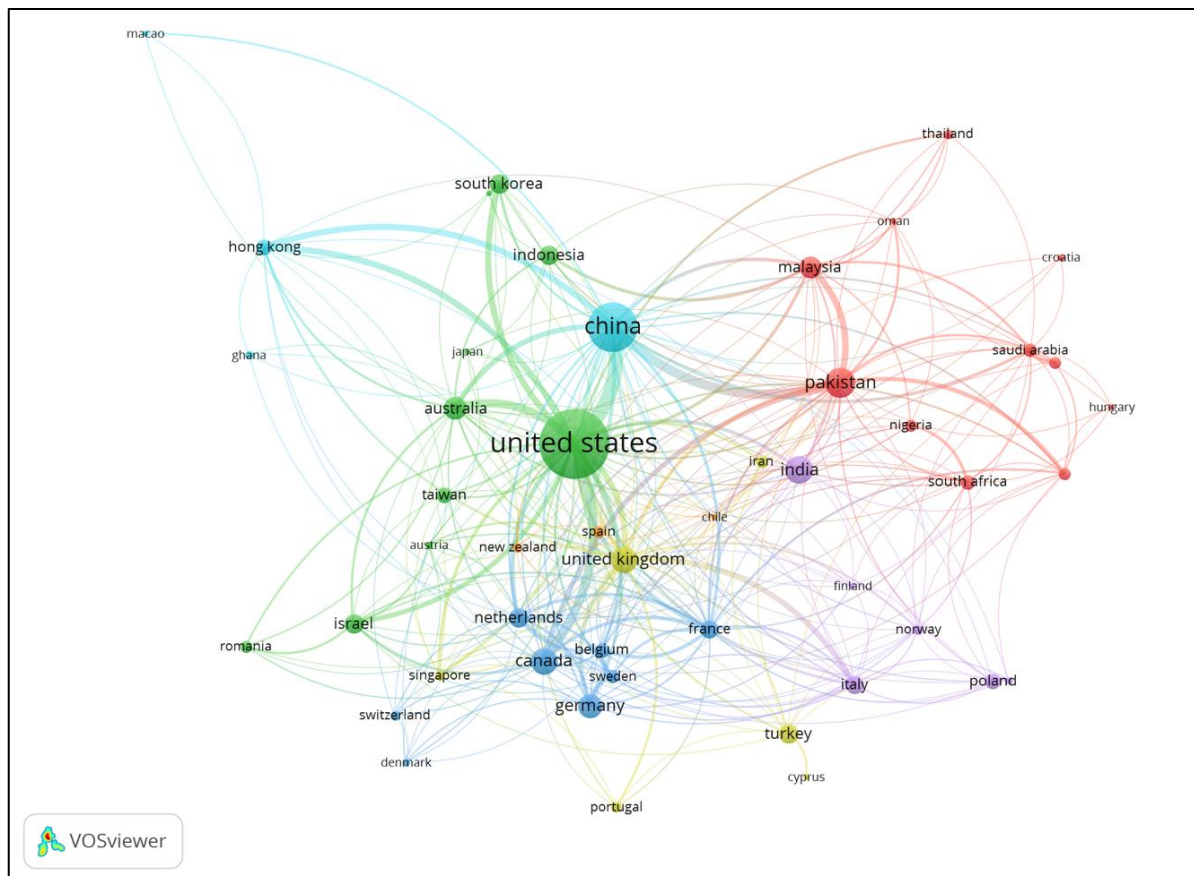 macao
thailand
south korea
oman
hong kong
indonesia
croatia
malaysia
china
saudi arabia
japan
ghana
pakistan
australia
hungary
nigeria
united states
iran
india
south africa
taiwan
chile
spain
austria
new zealand
united kingdom
finland
netherlands
israel
france
norway
romania
belgium
canada
singapore
sweden
italy
poland
germany
switzerland
turkey
denmark
cyprus
portugal
VOSviewer